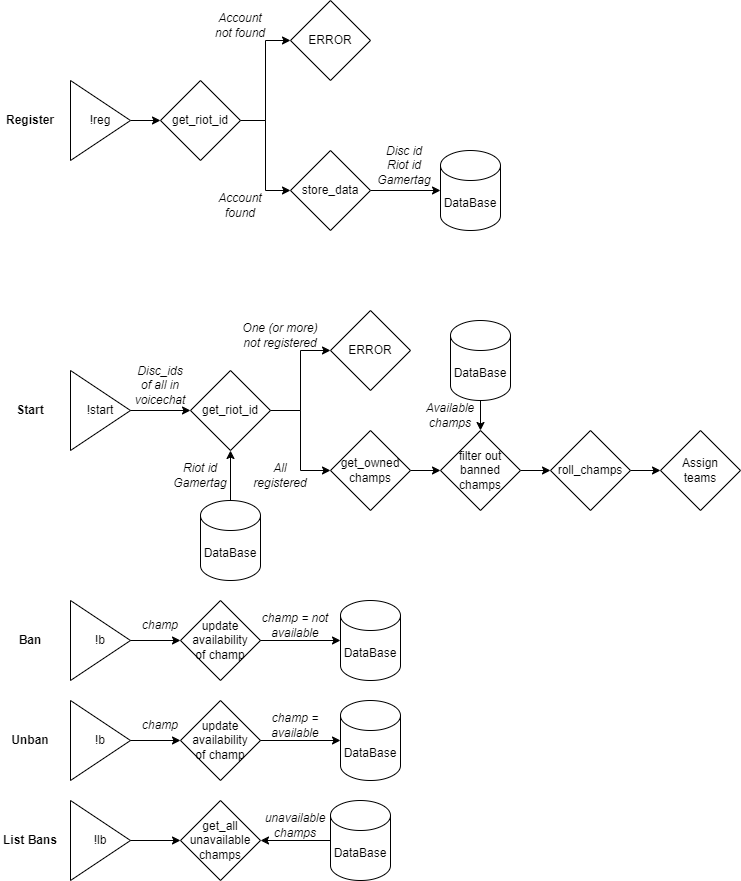 Account
not found
ERROR
Register
!reg
get_riot_id
Disc id
Riot id
Gamertag
store_data
DataBase
Account
found
One (or more)
not registered
ERROR
DataBase
Disc_ids
of all in
voicechat
Start
!start
get_riot_id
Available
champs
Riot id
Gamertag
All
registered
get_owned
champs
filter out
banned
champs
roll_champs
Assign
teams
DataBase
Ban
!b
champ
update
availability
of champ
champ = not
available
DataBase
Unban
!b
champ
update
availability
of champ
champ =
available
DataBase
List Bans
!lb
get_all
unavailable
champs
unavailable
champs
DataBase